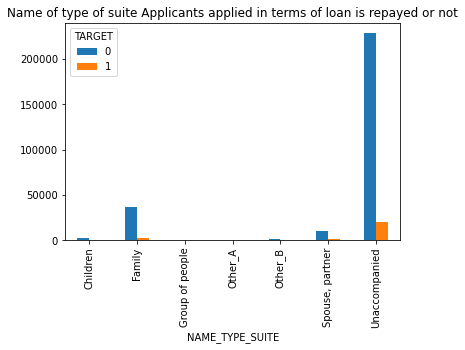 Name of type of suite Applicants applied in terms of loan is repayed or not
TARGET
0
1
200000
150000
100000
50000
0
Children
Family
Group of people
Other_A
Other_B
Spouse, partner
Unaccompanied
NAME_TYPE_SUITE